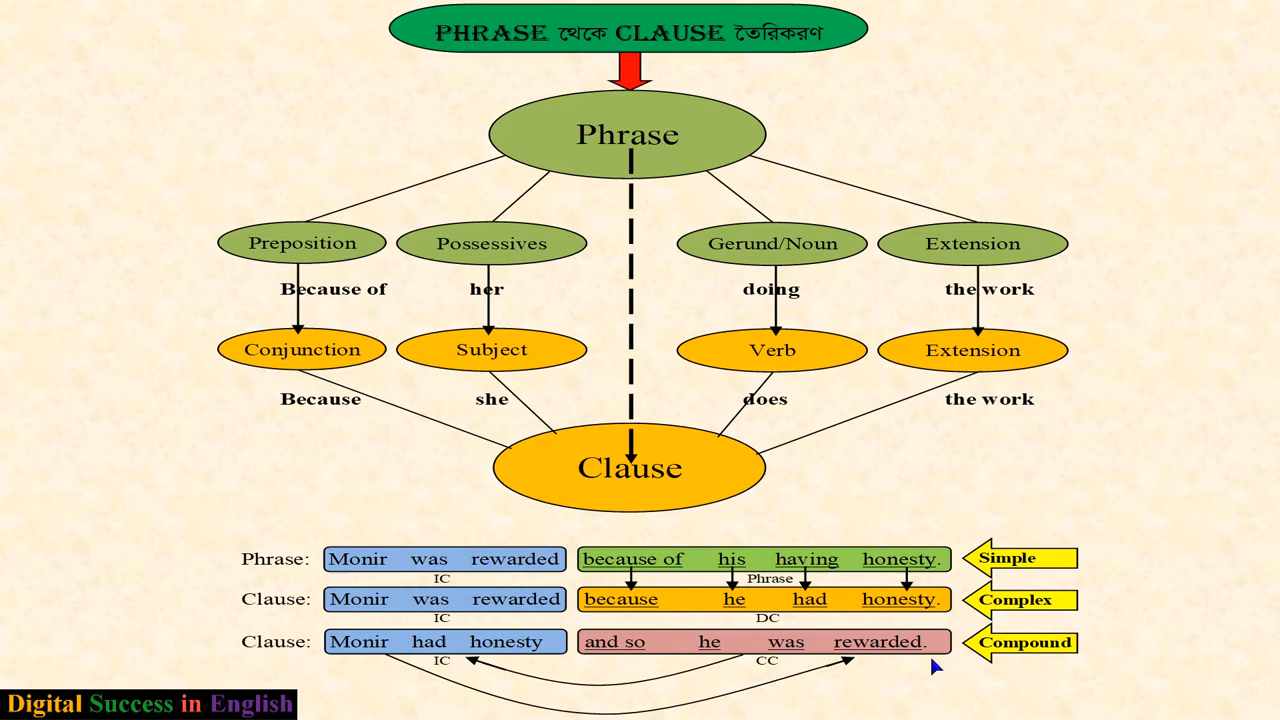 PHRASE থেকে CLAUSE তৈরিকরণ
Phrase
Preposition Possessives Gerund/Noun Extension
Because of her doing the work
Conjunction Subject Verb Extension
Because she does the work
Clause
Phrase: Monir was rewarded because of his having honesty. Simple
IC Phrase
Clause: Monir was rewarded because he had honesty. Complex
IC DC
Clause: Monir had honesty and so he was rewarded. Compound
IC CC
Digital Success in English